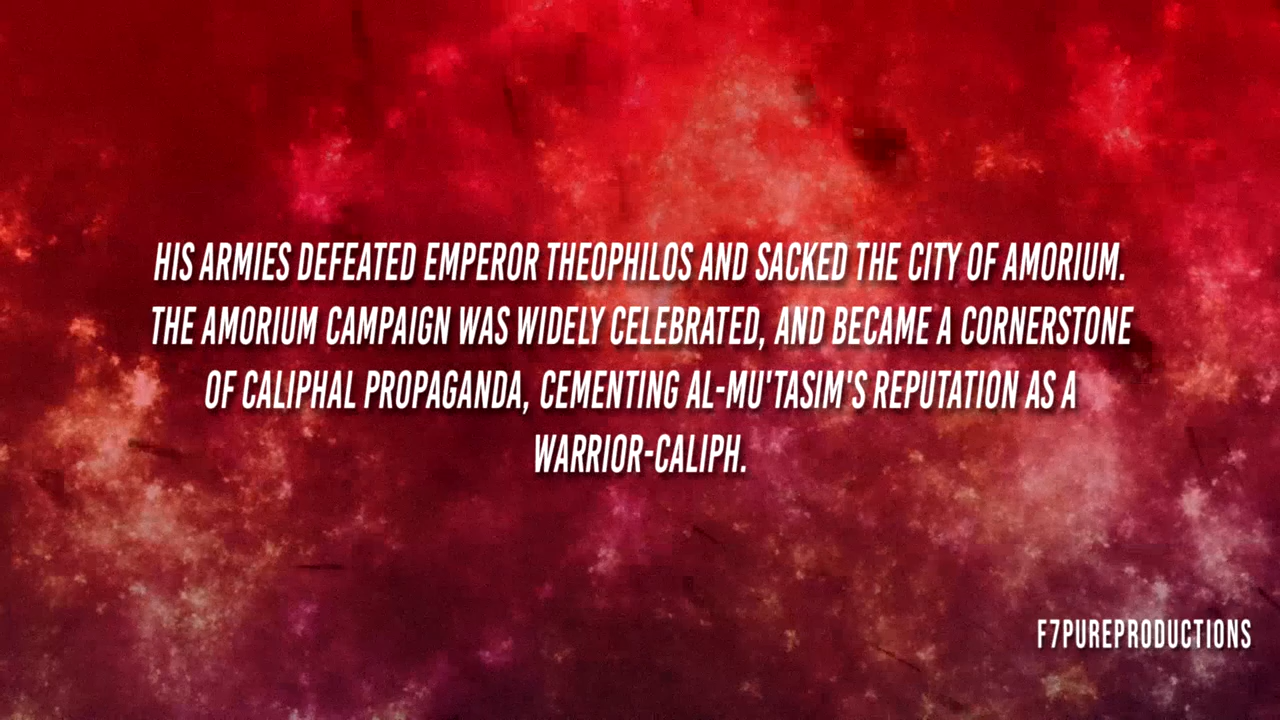 HIS ARMIES DEFEATED EMPEROR THEOPHILOS AND SACKED THE CITY OF AMORIUM.
THE AMORIUM CAMPAIGN WAS WIDELY CELEBRATED, AND BECAME A CORNERSTONE
OF CALIPHAL PROPAGANDA, CEMENTING AL-MU'TASIM'S REPUTATION AS A
WARRIOR-CALIPH.
F7PUREPRODUCTIONS